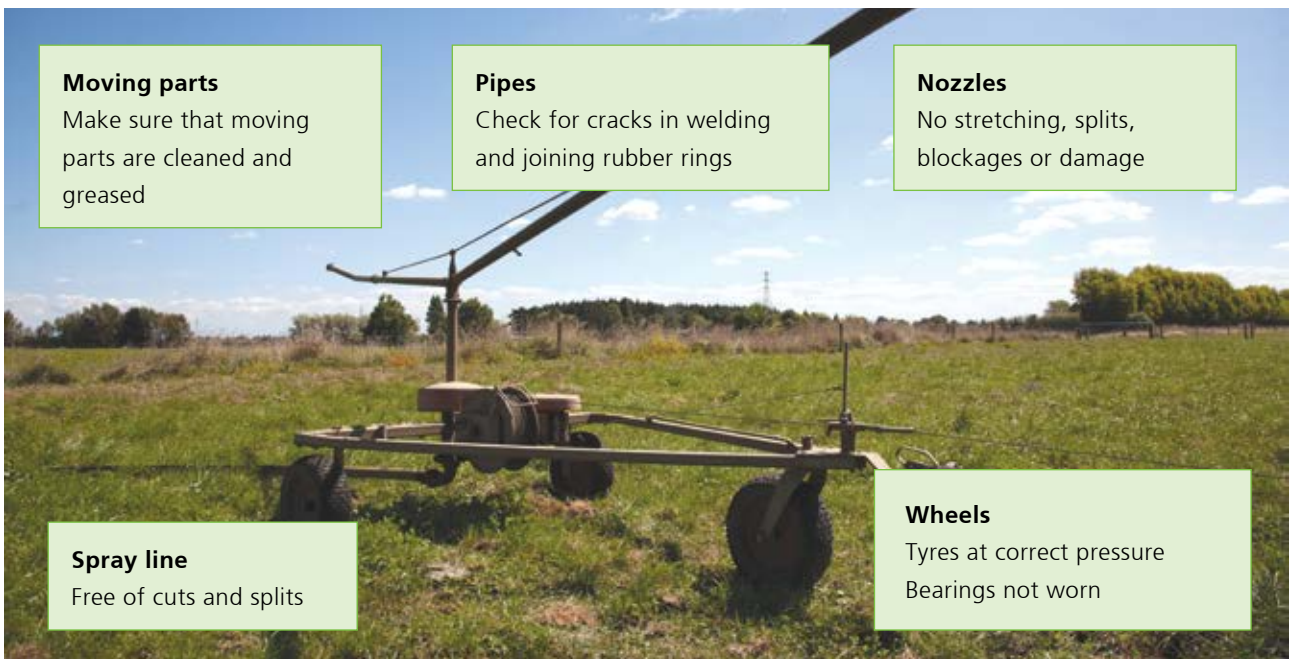 Moving parts
Make sure that moving
parts are cleaned and
greased
Pipes
Check for cracks in welding
and joining rubber rings
Nozzles
No stretching, splits,
blockages or damage
Spray line
Free of cuts and splits
Wheels
Tyres at correct pressure
Bearings not worn